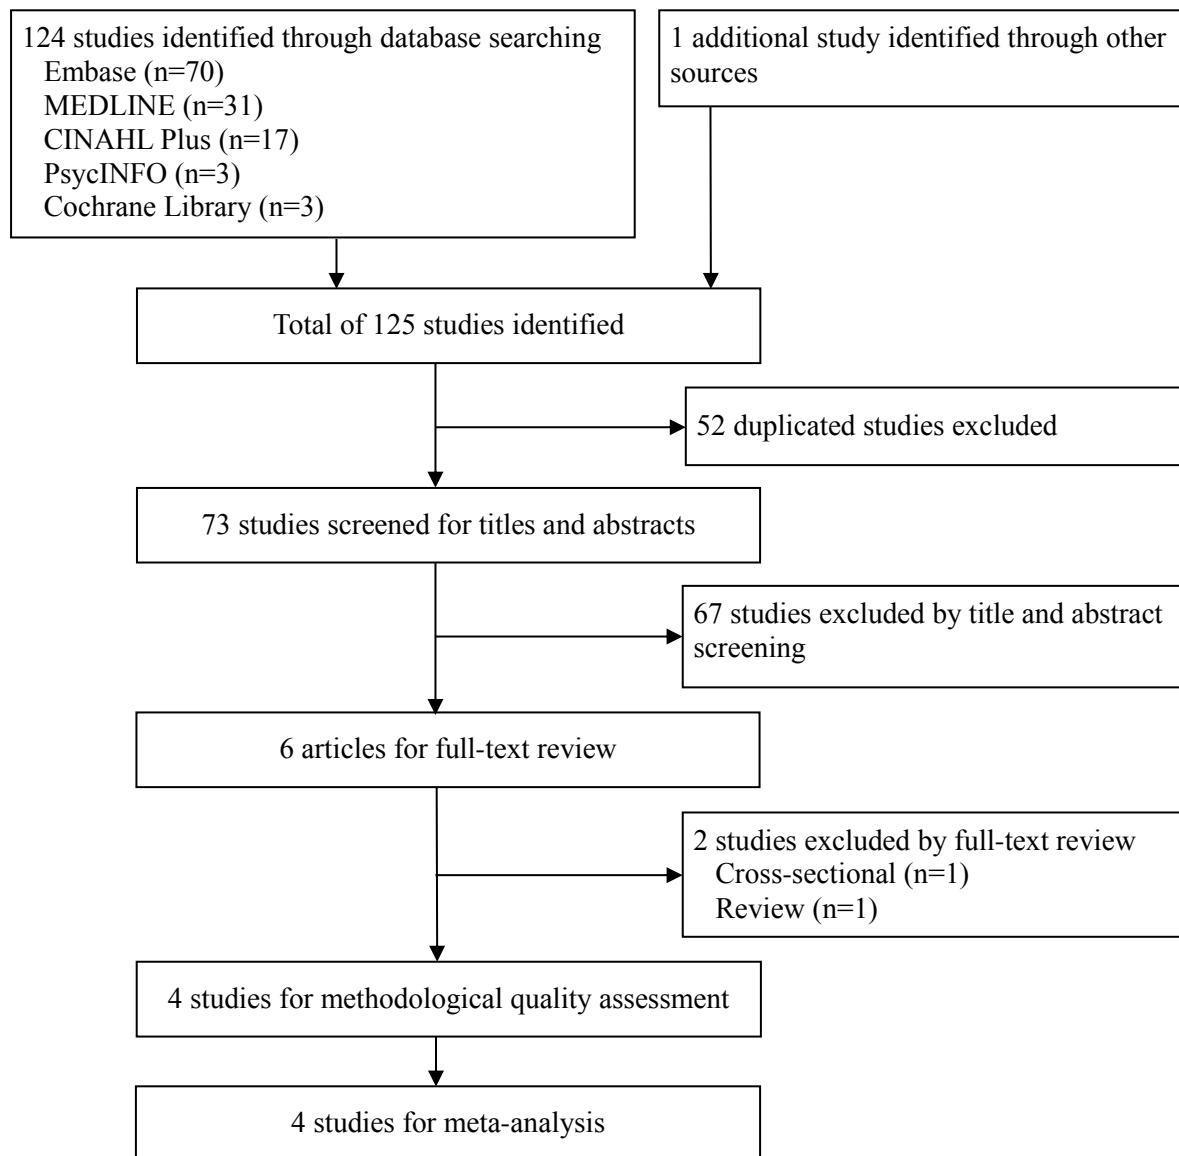 124 studies identified through database searching
Embase (n=70)
MEDLINE (n=31)
CINAHL Plus (n=17)
PsycINFO (n=3)
Cochrane Library (n=3)
1 additional study identified through other
sources
Total of 125 studies identified
52 duplicated studies excluded
73 studies screened for titles and abstracts
67 studies excluded by title and abstract
screening
6 articles for full-text review
2 studies excluded by full-text review
Cross-sectional (n=1)
Review (n=1)
4 studies for methodological quality assessment
4 studies for meta-analysis